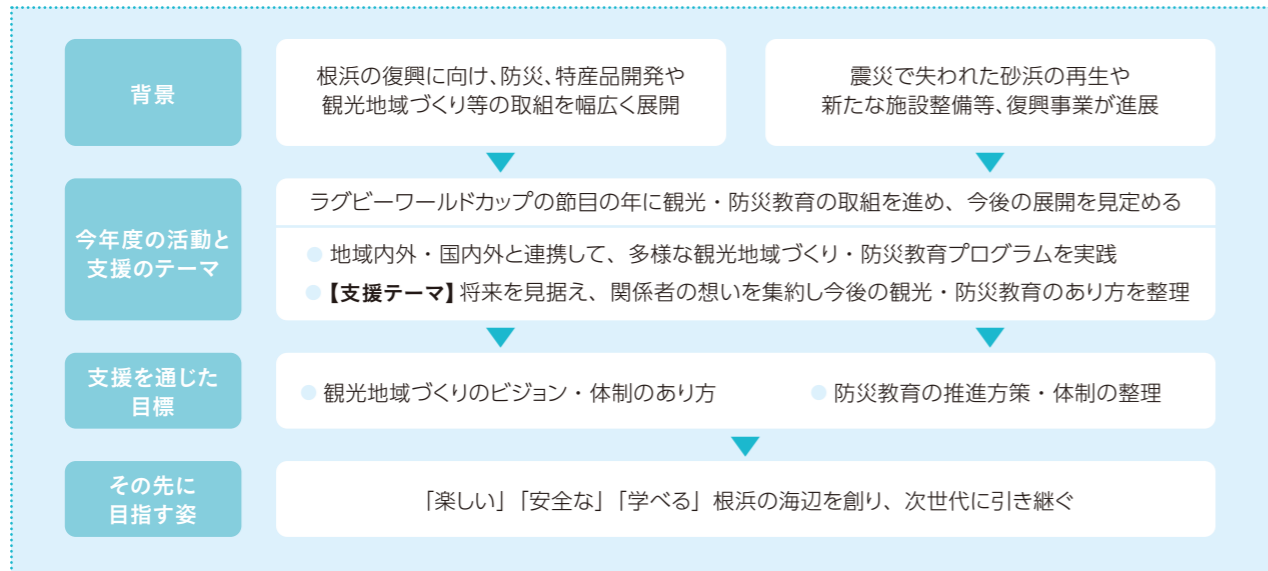 背景
根浜の復興に向け、防災、特産品開発や
観光地域づくり等の取組を幅広く展開
震災で失われた砂浜の再生や
新たな施設整備等、復興事業が進展
今年度の活動と
支援のテーマ
ラグビーワールドカップの節目の年に観光・防災教育の取組を進め、今後の展開を見定める
●地域内外・国内外と連携して、多様な観光地域づくり・防災教育プログラムを実践
●【支援テーマ】将来を見据え、関係者の想いを集約し今後の観光・防災教育のあり方を整理
支援を通じた
目標
●観光地域づくりのビジョン・体制のあり方
●防災教育の推進方策・体制の整理
その先に
目指す姿
「楽しい」「安全な」「学べる」根浜の海辺を創り、次世代に引き継ぐ